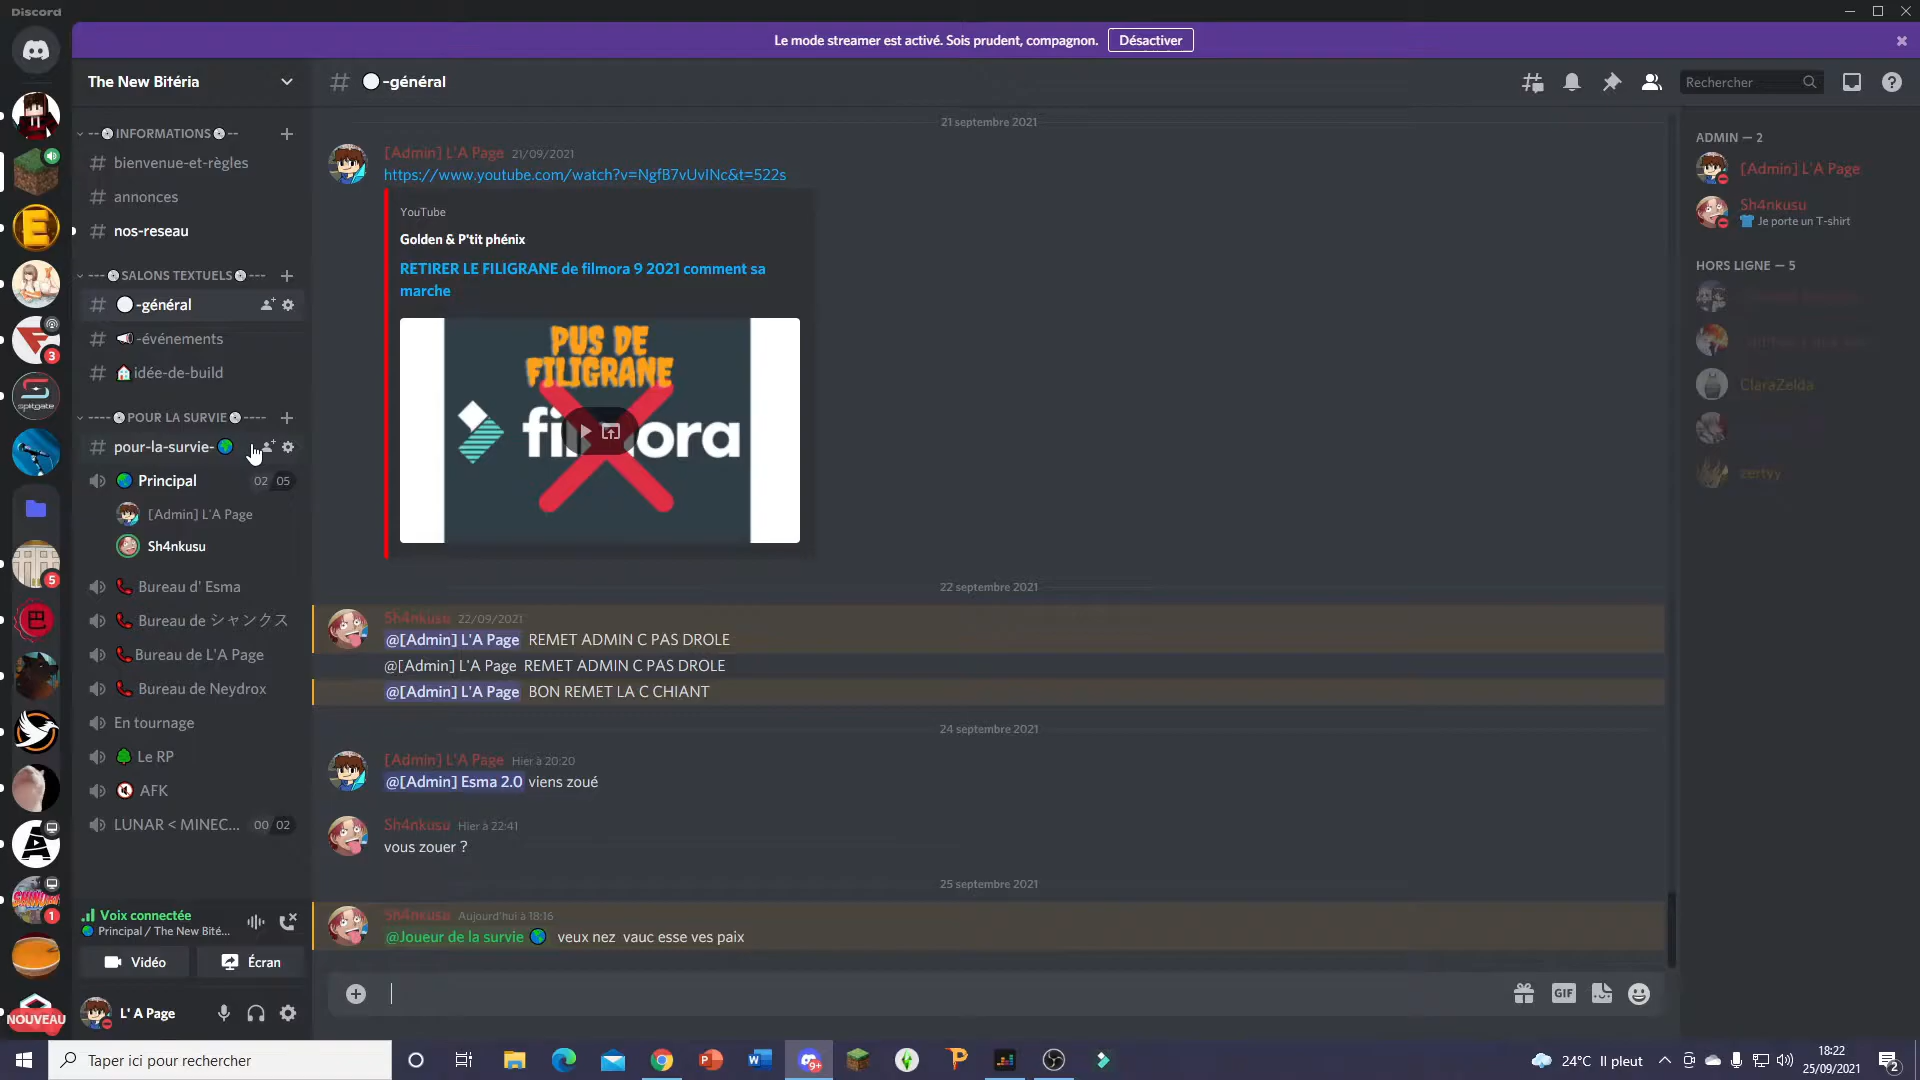 Discord
Le mode streamer est activé. Sois prudent, compagnon.
Désactiver
The New Bitéria
-général
Rechercher
-- INFORMATIONS --
bienvenue-et-règles
annonces
nos-reseau
--- SALONS TEXTUELS ---
-général
-événements
idée-de-build
---- POUR LA SURVIE ----
pour-la-survie-
Principal
02 05
[Admin] L'A Page
Sh4nkusu
Bureau d' Esma
Bureau de シャンクス
Bureau de L'A Page
Bureau de Neydrox
En tournage
Le RP
AFK
LUNAR < MINEC...
00 02
Voix connectée
Principal / The New Bité...
Vidéo
Écran
L' A Page
3
splitgate
5
1
NOUVEAU
21 septembre 2021
[Admin] L'A Page 21/09/2021
https://www.youtube.com/watch?v=NgfB7vUvINc&t=522s
YouTube
Golden & P'tit phénix
RETIRER LE FILIGRANE de filmora 9 2021 comment sa
marche
PUS DE
FILIGRANE
filmora
22 septembre 2021
Sh4nkusu 22/09/2021
@[Admin] L'A Page REMET ADMIN C PAS DROLE
@[Admin] L'A Page REMET ADMIN C PAS DROLE
@[Admin] L'A Page BON REMET LA C CHIANT
24 septembre 2021
[Admin] L'A Page Hier à 20:20
@[Admin] Esma 2.0 viens zoué
Sh4nkusu Hier à 22:41
vous zouer ?
25 septembre 2021
Sh4nkusu Aujourd'hui à 18:16
@Joueur de la survie veux nez vauc esse ves paix
GIF
ADMIN — 2
[Admin] L'A Page
Sh4nkusu
Je porte un T-shirt
HORS LIGNE — 5
ClaraZelda
zertyy
Taper ici pour rechercher
9+
24°C Il pleut
18:22
25/09/2021
2